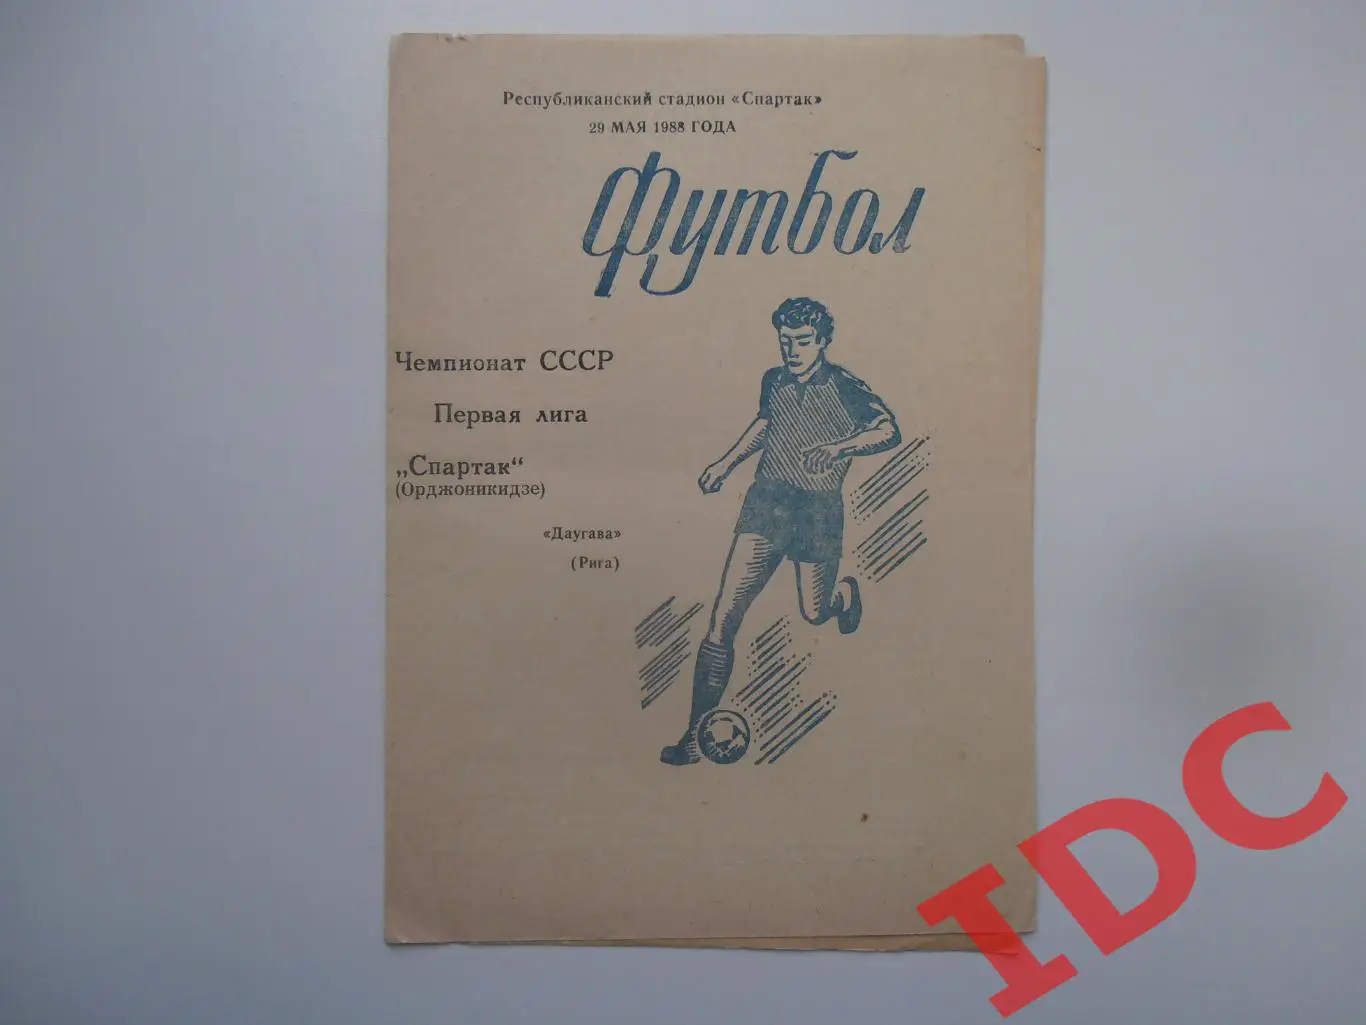 Республиканский стадион «Спартак»
29 МАЯ 1988 ГОДА
Футбол
Чемпионат СССР
Первая лига
„Спартак“
(Орджоникидзе)
«Даугава»
(Рига)
IDC